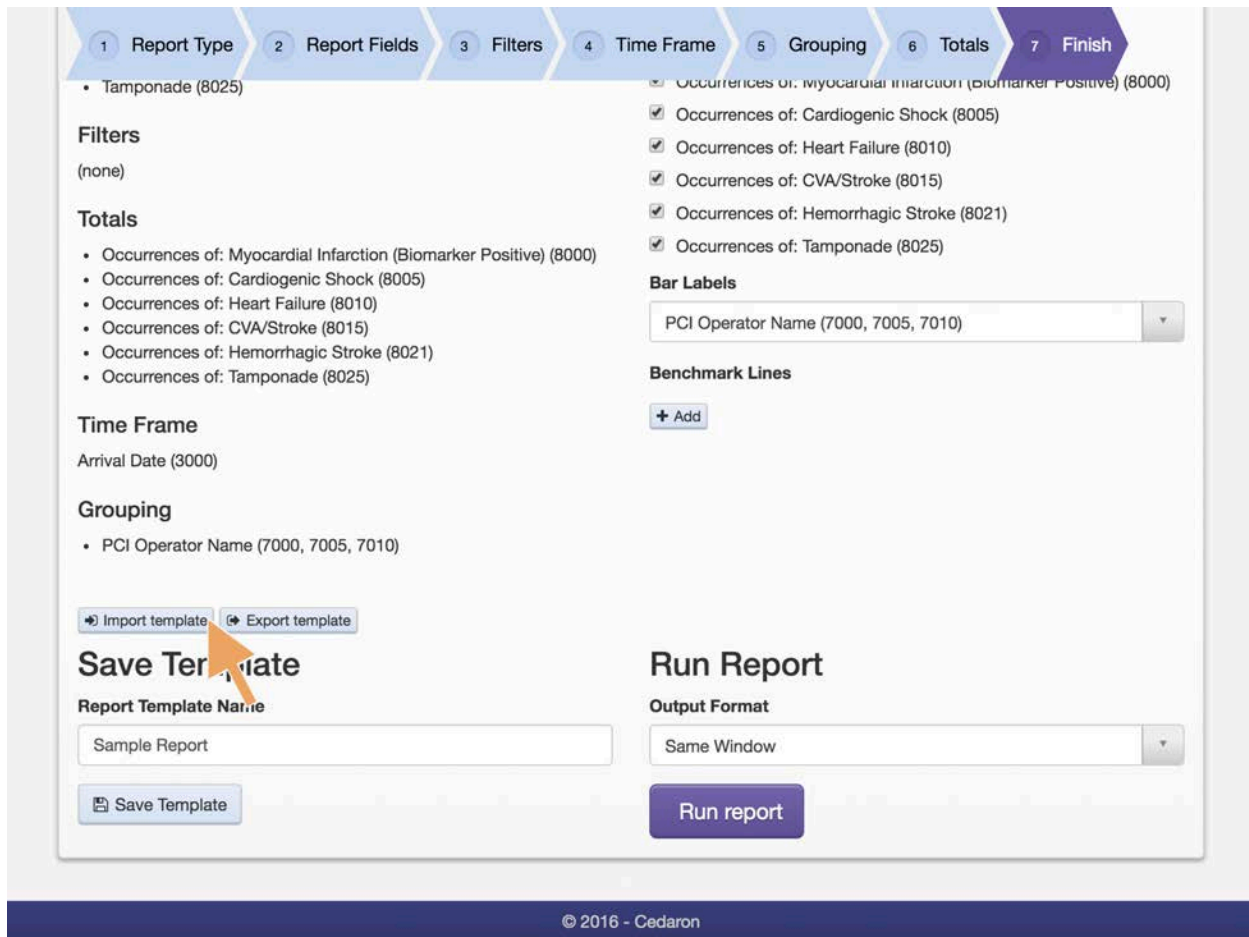 1 Report Type 2 Report Fields 3 Filters 4 Time Frame 5 Grouping 6 Totals 7 Finish
• Tamponade (8025)
Filters
(none)
Totals
• Occurrences of: Myocardial Infarction (Biomarker Positive) (8000)
• Occurrences of: Cardiogenic Shock (8005)
• Occurrences of: Heart Failure (8010)
• Occurrences of: CVA/Stroke (8015)
• Occurrences of: Hemorrhagic Stroke (8021)
• Occurrences of: Tamponade (8025)
Time Frame
Arrival Date (3000)
Grouping
• PCI Operator Name (7000, 7005, 7010)
Occurrences of: Myocardial Infarction (Biomarker Positive) (8000)
Occurrences of: Cardiogenic Shock (8005)
Occurrences of: Heart Failure (8010)
Occurrences of: CVA/Stroke (8015)
Occurrences of: Hemorrhagic Stroke (8021)
Occurrences of: Tamponade (8025)
Bar Labels
PCI Operator Name (7000, 7005, 7010)
Benchmark Lines
+ Add
Import template Export template
Save Template
Report Template Name
Sample Report
Save Template
Run Report
Output Format
Same Window
Run report
© 2016 - Cedaron